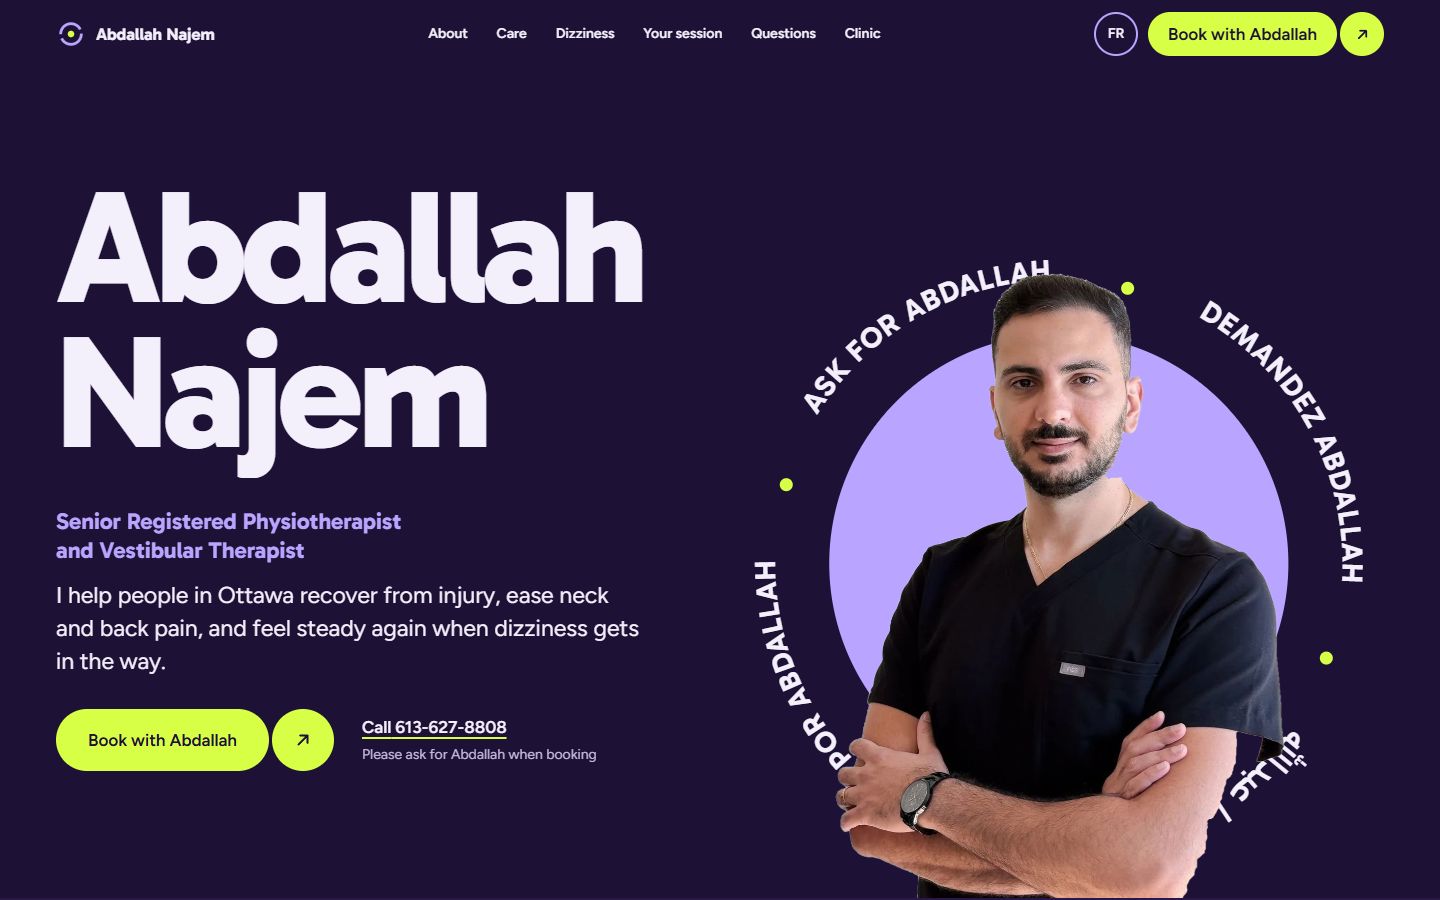 Abdallah Najem
About
Care
Dizziness
Your session
Questions
Clinic
FR
Book with Abdallah
Abdallah
Najem
Senior Registered Physiotherapist
and Vestibular Therapist
I help people in Ottawa recover from injury, ease neck
and back pain, and feel steady again when dizziness gets
in the way.
Book with Abdallah
Call 613-627-8808
Please ask for Abdallah when booking
ASK FOR ABDALLAH
DEMANDEZ ABDALLAH
POR ABDALLAH